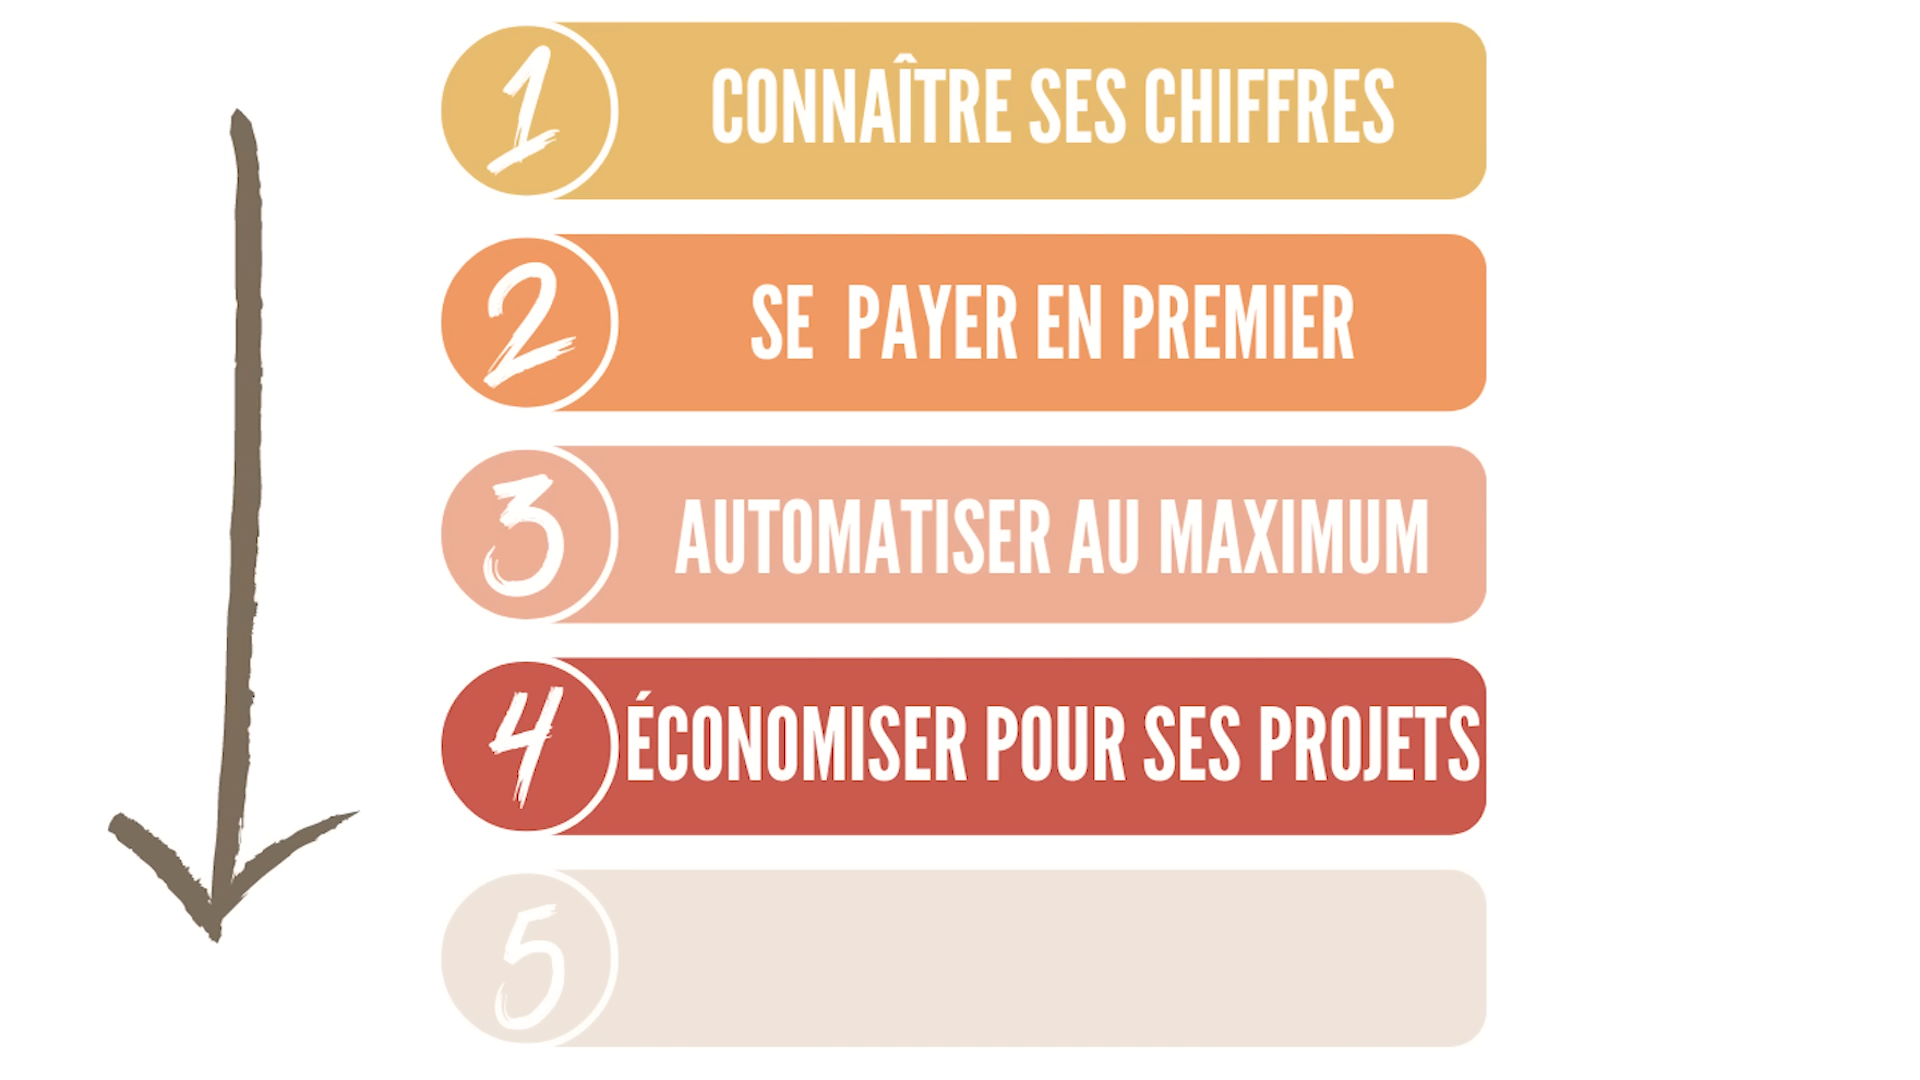 1 CONNAÎTRE SES CHIFFRES
2 SE PAYER EN PREMIER
3 AUTOMATISER AU MAXIMUM
4 ÉCONOMISER POUR SES PROJETS
5